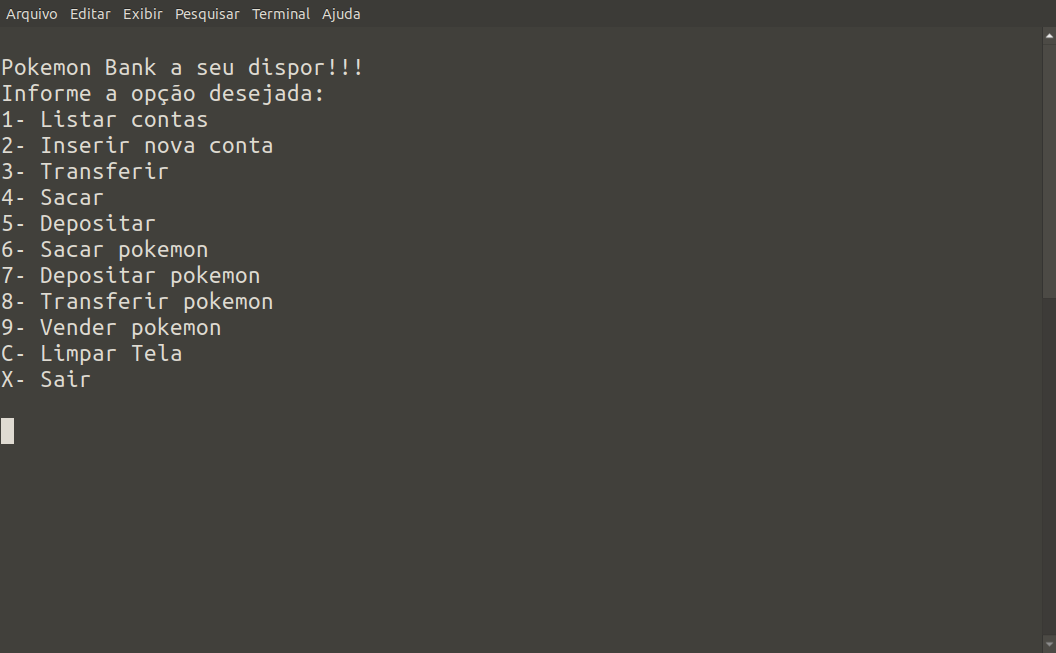 Arquivo Editar Exibir Pesquisar Terminal Ajuda
Pokemon Bank a seu dispor!!!
Informe a opção desejada:
1- Listar contas
2- Inserir nova conta
3- Transferir
4- Sacar
5- Depositar
6- Sacar pokemon
7- Depositar pokemon
8- Transferir pokemon
9- Vender pokemon
C- Limpar Tela
X- Sair